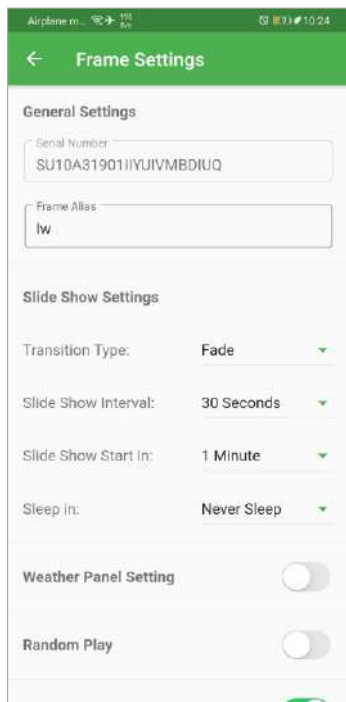 Airplane m...
10:24
Frame Settings
General Settings
Serial Number
SU10A31901IIYUIVMBDIUQ
Frame Alias
lw
Slide Show Settings
Transition Type: Fade
Slide Show Interval: 30 Seconds
Slide Show Start in: 1 Minute
Sleep in: Never Sleep
Weather Panel Setting
Random Play